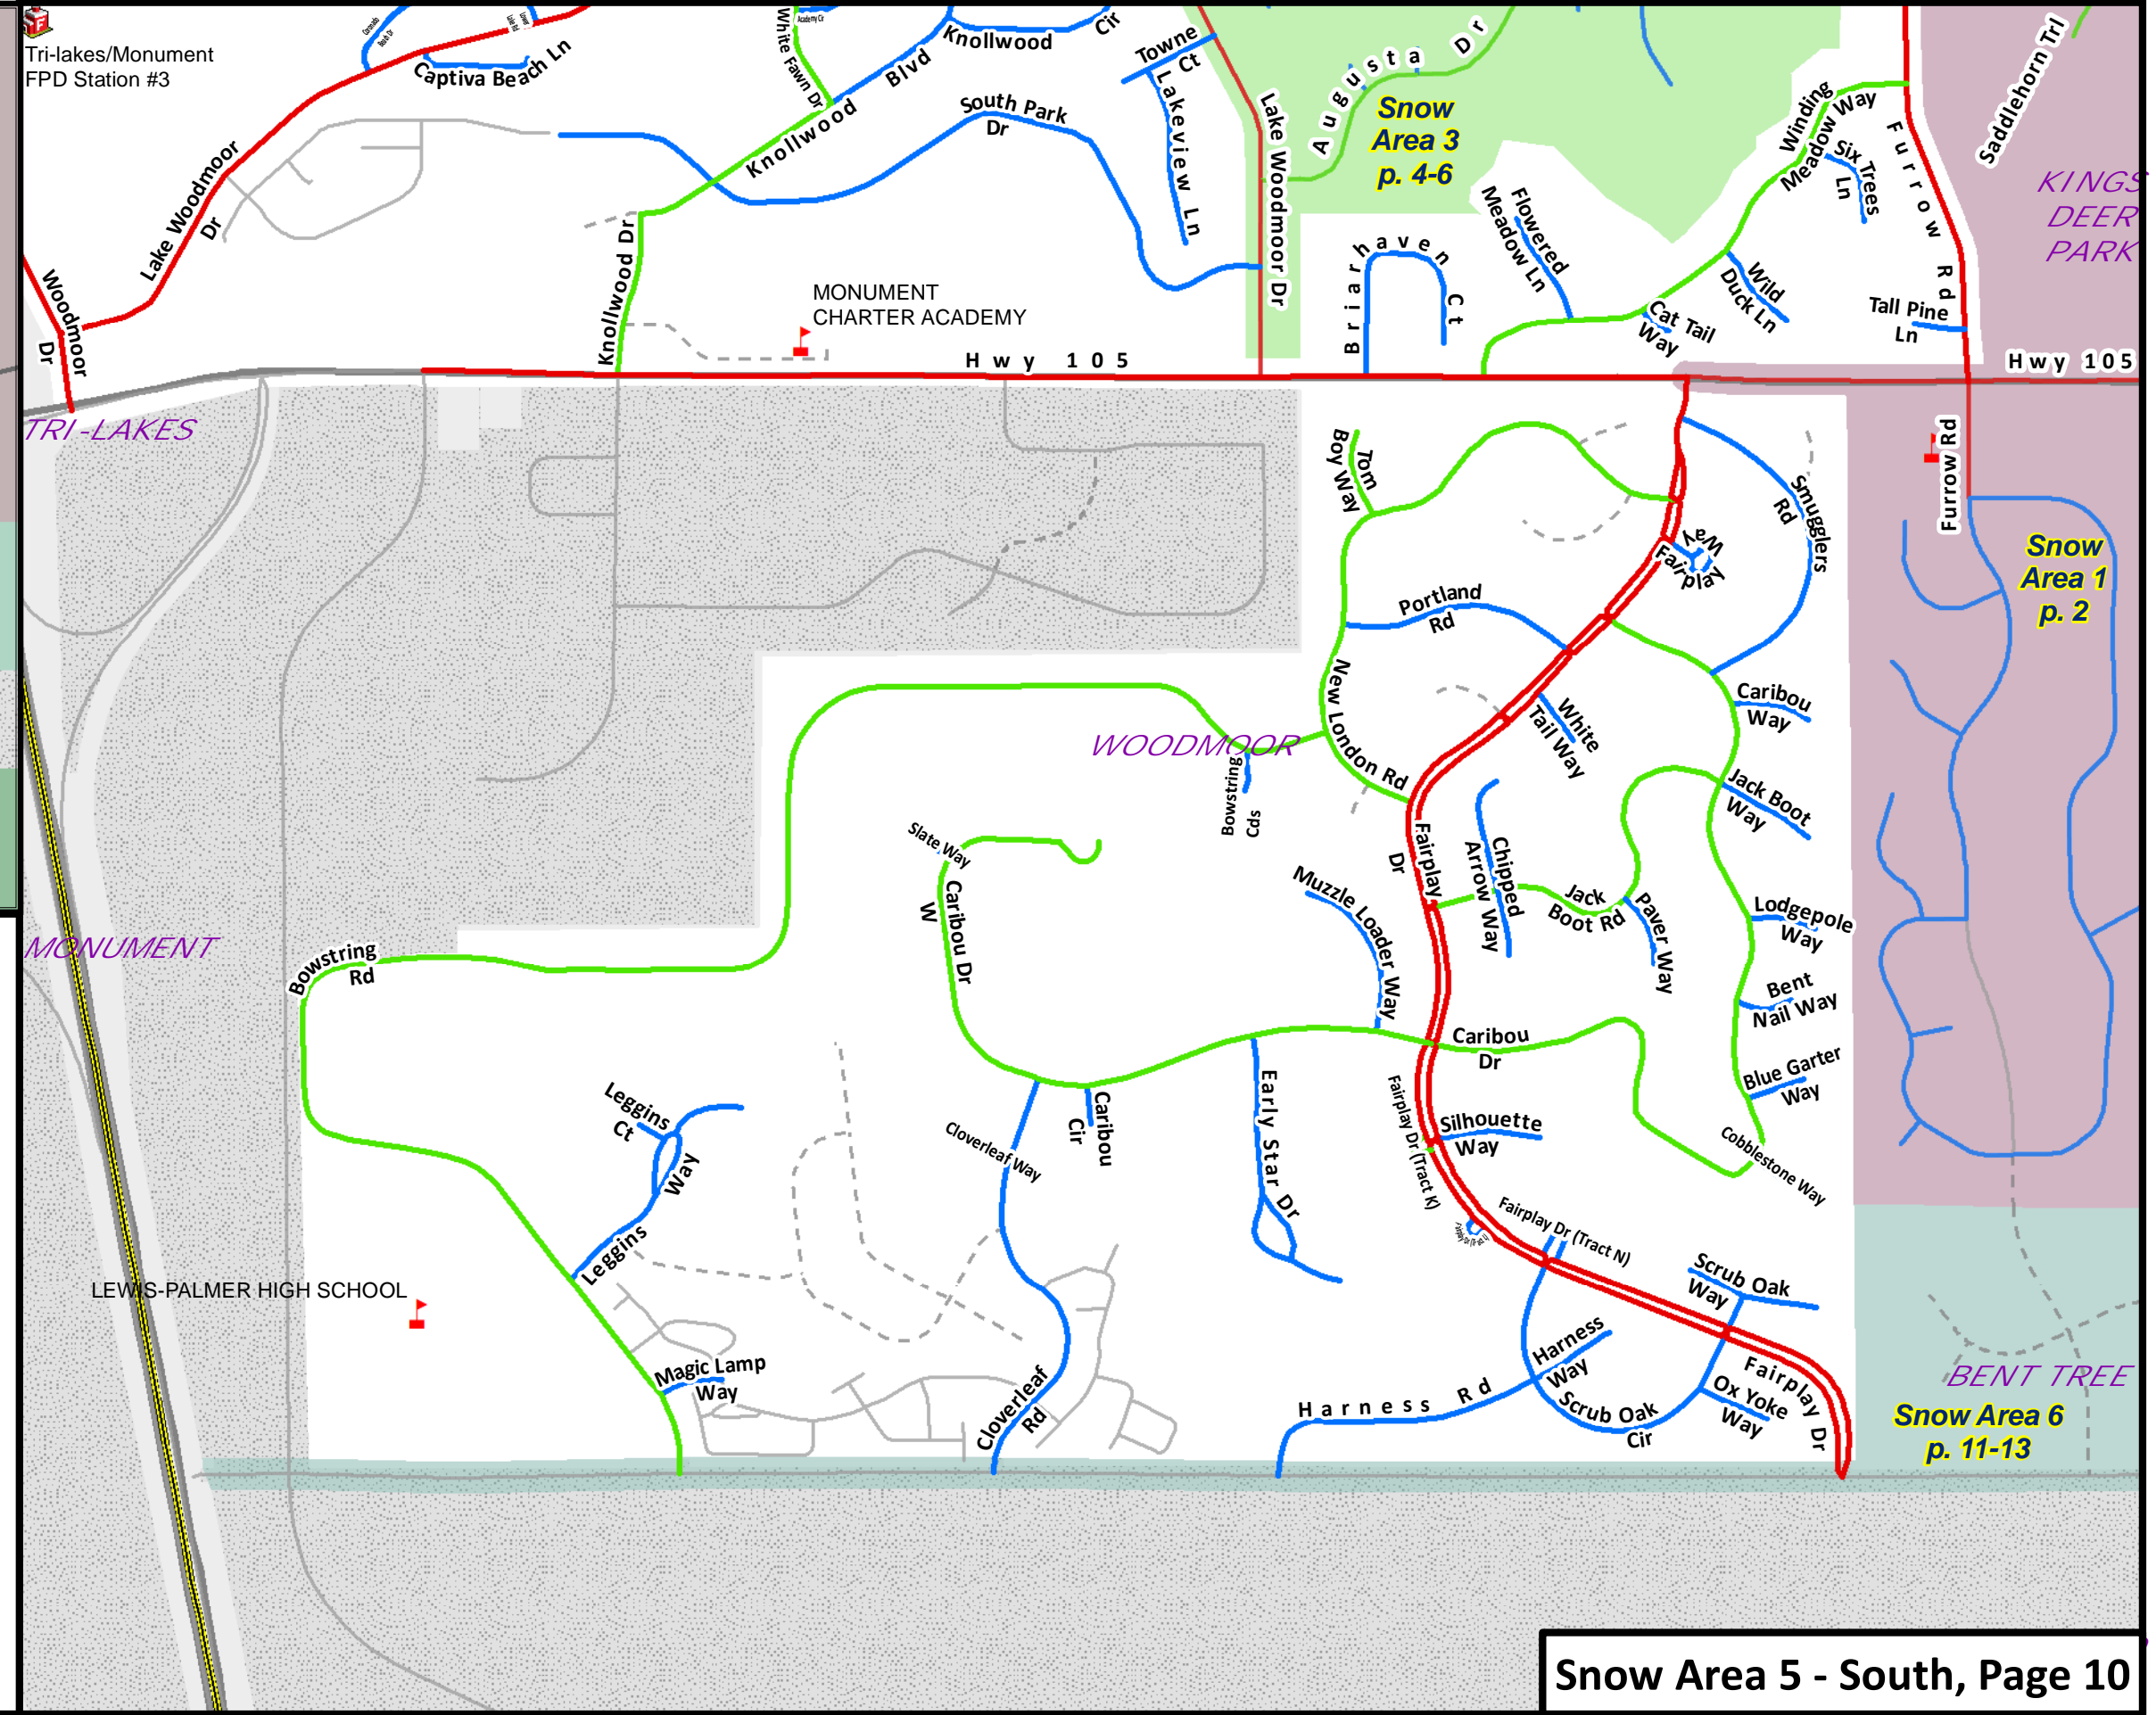 Tri-lakes/Monument
FPD Station #3
Captiva Beach Ln
White Fawn Dr
Academy Cir
Knollwood
Cir
Knollwood
Blvd
South Park
Dr
Towne
Ct
Lakeview Ln
Lake Woodmoor Dr
Augusta Dr
Snow
Area 3
p. 4-6
Winding
Meadow Way
Six Trees
Ln
Furrow Rd
Saddlehorn Trl
KINGS
DEER
PARK
Lake Woodmoor
Dr
Woodmoor
Dr
Knollwood Dr
MONUMENT
CHARTER ACADEMY
Briarhaven Ct
Flowered
Meadow Ln
Wild
Duck Ln
Cat Tail
Way
Tall Pine
Ln
Hwy 105
Hwy 105
TRI-LAKES
Tom
Boy Way
Smugglers
Rd
Furrow Rd
Fairplay
Way
Snow
Area 1
p. 2
Portland
Rd
New London Rd
White
Tail Way
Caribou
Way
WOODMOOR
Bowstring
Cds
Jack Boot
Way
Slate Way
Caribou Dr
W
Fairplay
Dr
Chipped
Arrow Way
Muzzle Loader Way
Jack
Boot Rd
Paver Way
Lodgepole
Way
MONUMENT
Bowstring
Rd
Bent
Nail Way
Caribou
Dr
Blue Garter
Way
Leggins
Ct
Leggins
Way
Cloverleaf Way
Caribou
Cir
Early Star Dr
Fairplay Dr (Tract K)
Silhouette
Way
Cobblestone Way
Fairplay Dr (Tract N)
Scrub Oak
Way
LEWIS-PALMER HIGH SCHOOL
Magic Lamp
Way
Cloverleaf
Rd
Harness Rd
Harness
Way
Scrub Oak
Cir
Ox Yoke
Way
Fairplay Dr
BENT TREE
Snow Area 6
p. 11-13
Snow Area 5 - South, Page 10